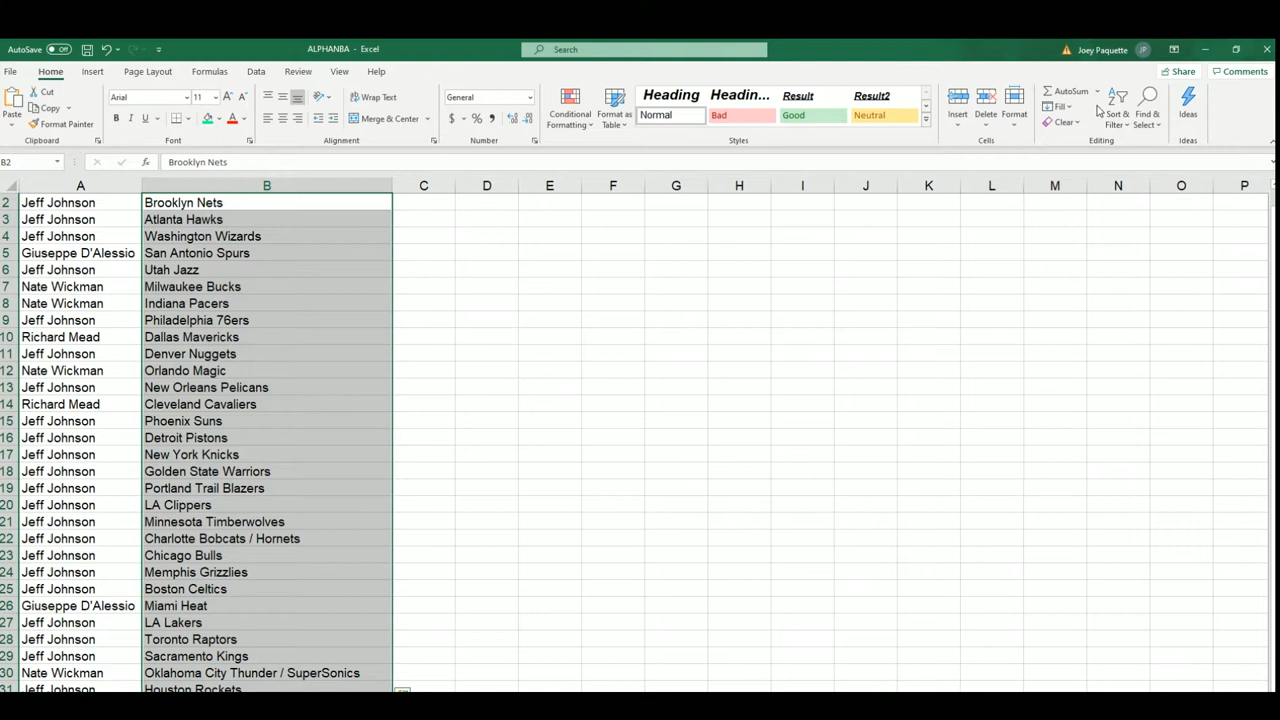 AutoSave Off ALPHANBA - Excel Search Joey Paquette JP
File Home Insert Page Layout Formulas Data Review View Help Share Comments
Paste Cut Copy Format Painter Clipboard
Arial 11 B I U Font
Wrap Text Merge & Center Alignment
General $ % , Number
Conditional Formatting Format as Table
Heading Headin... Result Result2
Normal Bad Good Neutral
Styles
Insert Delete Format Cells
AutoSum Fill Clear Sort & Filter Find & Select Editing
Ideas Ideas
B2 fx Brooklyn Nets
A B C D E F G H I J K L M N O P
2 Jeff Johnson Brooklyn Nets
3 Jeff Johnson Atlanta Hawks
4 Jeff Johnson Washington Wizards
5 Giuseppe D'Alessio San Antonio Spurs
6 Jeff Johnson Utah Jazz
7 Nate Wickman Milwaukee Bucks
8 Nate Wickman Indiana Pacers
9 Jeff Johnson Philadelphia 76ers
10 Richard Mead Dallas Mavericks
11 Jeff Johnson Denver Nuggets
12 Nate Wickman Orlando Magic
13 Jeff Johnson New Orleans Pelicans
14 Richard Mead Cleveland Cavaliers
15 Jeff Johnson Phoenix Suns
16 Jeff Johnson Detroit Pistons
17 Jeff Johnson New York Knicks
18 Jeff Johnson Golden State Warriors
19 Jeff Johnson Portland Trail Blazers
20 Jeff Johnson LA Clippers
21 Jeff Johnson Minnesota Timberwolves
22 Jeff Johnson Charlotte Bobcats / Hornets
23 Jeff Johnson Chicago Bulls
24 Jeff Johnson Memphis Grizzlies
25 Jeff Johnson Boston Celtics
26 Giuseppe D'Alessio Miami Heat
27 Jeff Johnson LA Lakers
28 Jeff Johnson Toronto Raptors
29 Jeff Johnson Sacramento Kings
30 Nate Wickman Oklahoma City Thunder / SuperSonics
31 Jeff Johnson Houston Rockets